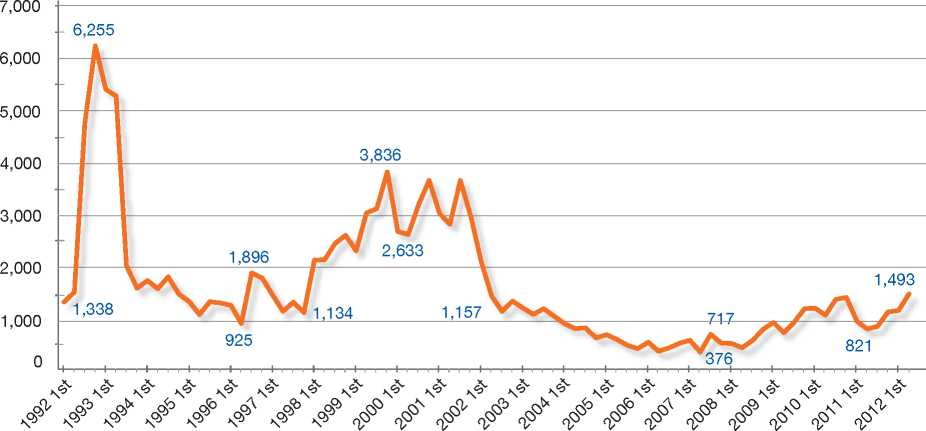 7,000
6,000
5,000
4,000
3,000
2,000
1,000
0
6,255
1,338
925
1,896
1,134
3,836
2,633
1,157
717
376
821
1,493
1992 1st
1993 1st
1994 1st
1995 1st
1996 1st
1997 1st
1998 1st
1999 1st
2000 1st
2001 1st
2002 1st
2003 1st
2004 1st
2005 1st
2006 1st
2007 1st
2008 1st
2009 1st
2010 1st
2011 1st
2012 1st